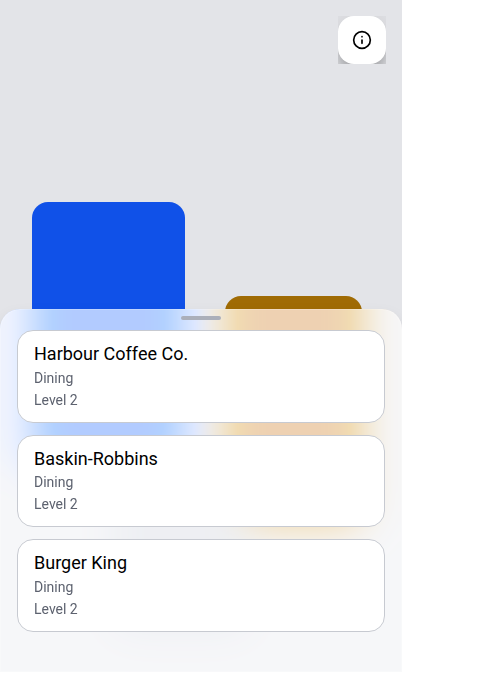 Harbour Coffee Co.
Dining
Level 2
Baskin-Robbins
Dining
Level 2
Burger King
Dining
Level 2